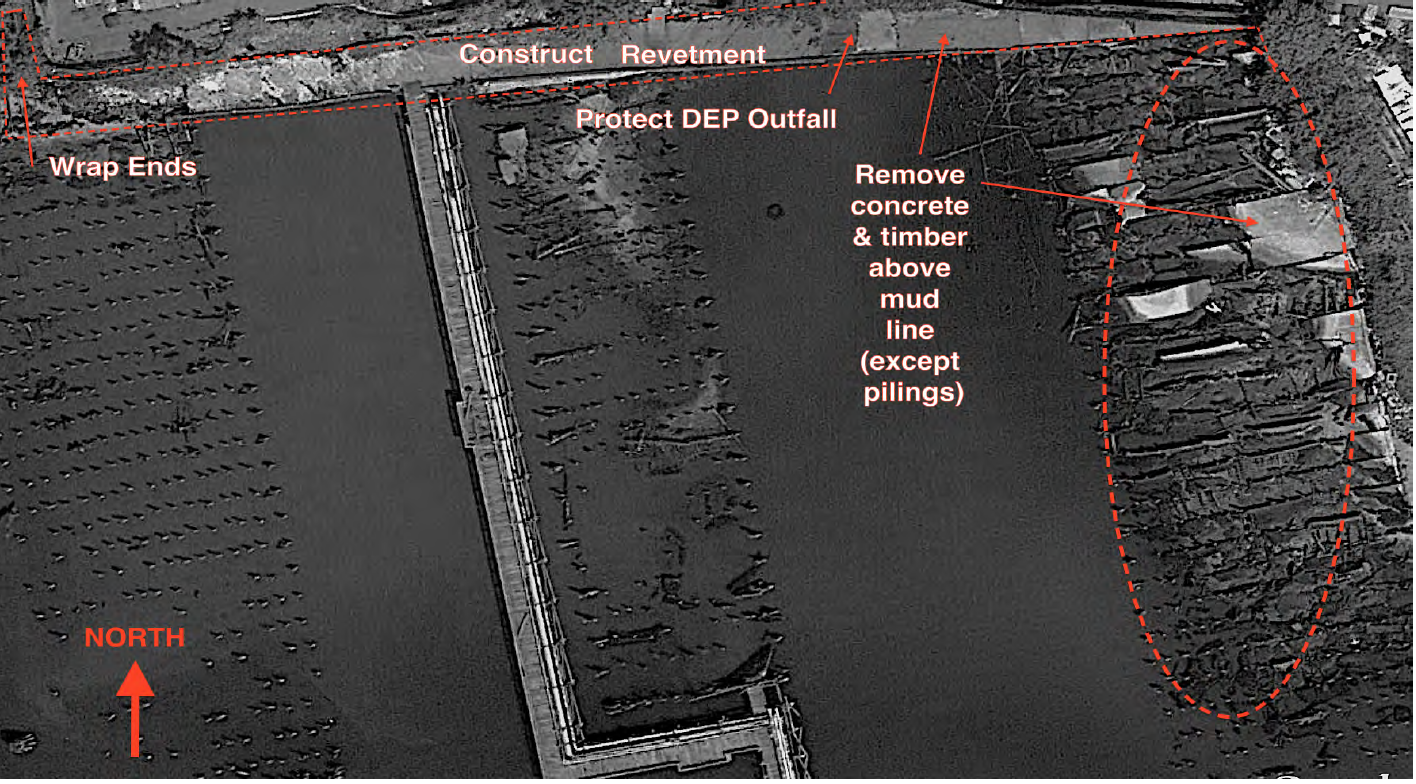 Construct Revetment
Protect DEP Outfall
Wrap Ends
Remove
concrete
& timber
above
mud
line
(except
pilings)
NORTH